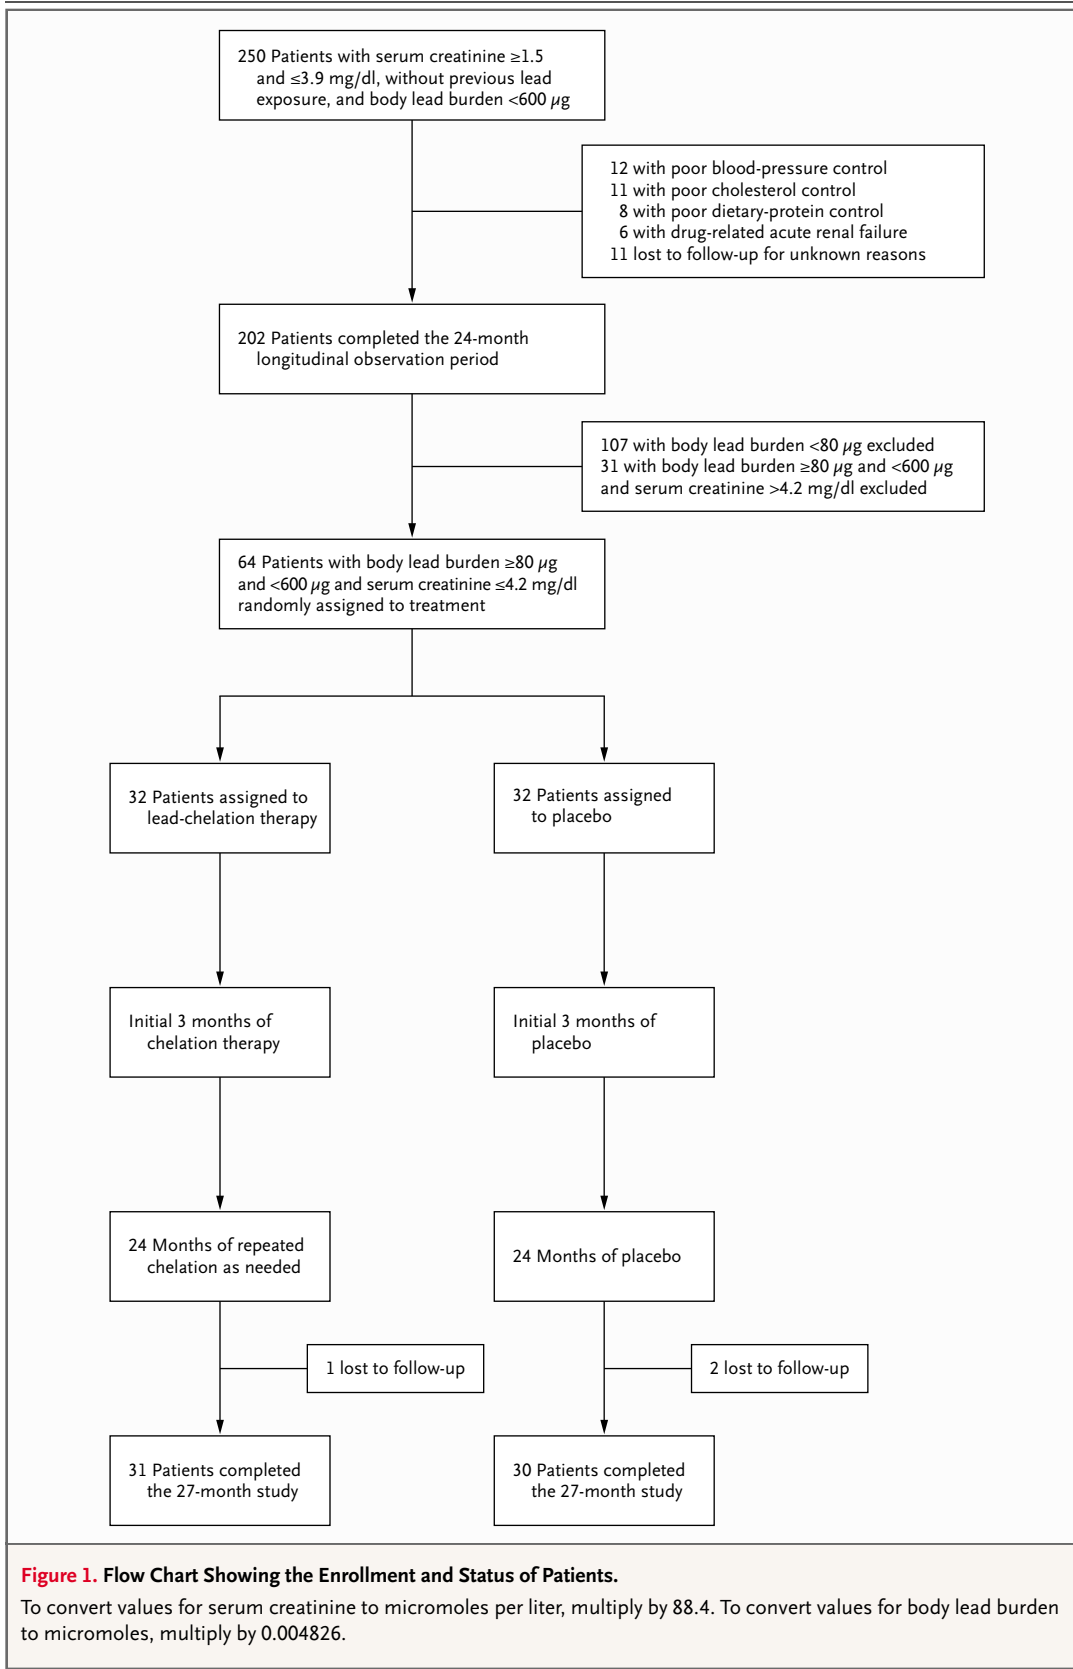 250 Patients with serum creatinine ≥1.5
and ≤3.9 mg/dl, without previous lead
exposure, and body lead burden <600 µg
12 with poor blood-pressure control
11 with poor cholesterol control
8 with poor dietary-protein control
6 with drug-related acute renal failure
11 lost to follow-up for unknown reasons
202 Patients completed the 24-month
longitudinal observation period
107 with body lead burden <80 µg excluded
31 with body lead burden ≥80 µg and <600 µg
and serum creatinine >4.2 mg/dl excluded
64 Patients with body lead burden ≥80 µg
and <600 µg and serum creatinine ≤4.2 mg/dl
randomly assigned to treatment
32 Patients assigned to
lead-chelation therapy
32 Patients assigned
to placebo
Initial 3 months of
chelation therapy
Initial 3 months of
placebo
24 Months of repeated
chelation as needed
24 Months of placebo
1 lost to follow-up
2 lost to follow-up
31 Patients completed
the 27-month study
30 Patients completed
the 27-month study
Figure 1. Flow Chart Showing the Enrollment and Status of Patients.
To convert values for serum creatinine to micromoles per liter, multiply by 88.4. To convert values for body lead burden
to micromoles, multiply by 0.004826.